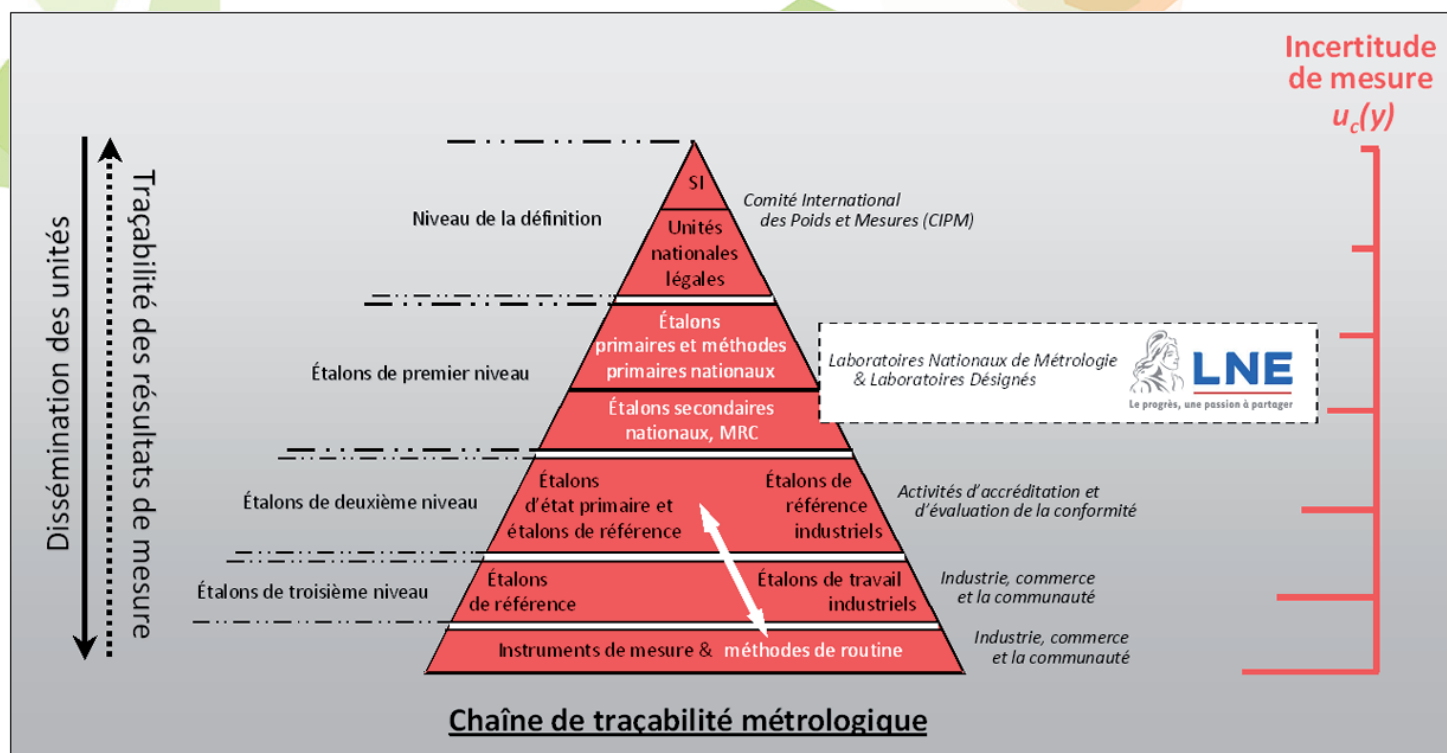 Incertitude
de mesure
u_c(y)
Dissémination des unités
Traçabilité des résultats de mesure
Niveau de la définition
SI
Unités
nationales
légales
Comité International
des Poids et Mesures (CIPM)
Étalons de premier niveau
Étalons
primaires et méthodes
primaires nationaux
Étalons secondaires
nationaux, MRC
Laboratoires Nationaux de Métrologie
& Laboratoires Désignés
LNE
Le progrès, une passion à partager
Étalons de deuxième niveau
Étalons
d'état primaire et
étalons de référence
Étalons de
référence
industriels
Activités d'accréditation et
d'évaluation de la conformité
Étalons de troisième niveau
Étalons
de référence
Étalons de travail
industriels
Industrie, commerce
et la communauté
Instruments de mesure & méthodes de routine
Industrie, commerce
et la communauté
Chaîne de traçabilité métrologique